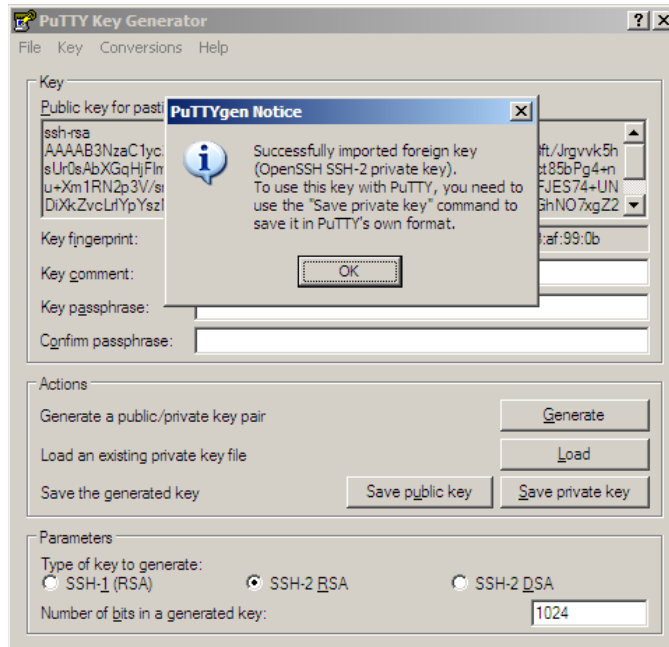 PuTTY Key Generator
File Key Conversions Help
Key
Public key for pasti
PuTTYgen Notice
Successfully imported foreign key
(OpenSSH SSH-2 private key).
To use this key with PuTTY, you need to
use the "Save private key" command to
save it in PuTTY's own format.
OK
ssh-rsa
AAAAB3NzaC1yc
u+Xm1RN2p3V/s
ct85bPg4+n
FJES74+UN
GhNO7xgZ2
Key fingerprint:
:af:99:0b
Key comment:
Key passphrase:
Confirm passphrase:
Actions
Generate a public/private key pair
Generate
Load an existing private key file
Load
Save the generated key
Save public key
Save private key
Parameters
Type of key to generate:
SSH-1 (RSA) SSH-2 RSA SSH-2 DSA
Number of bits in a generated key:
1024